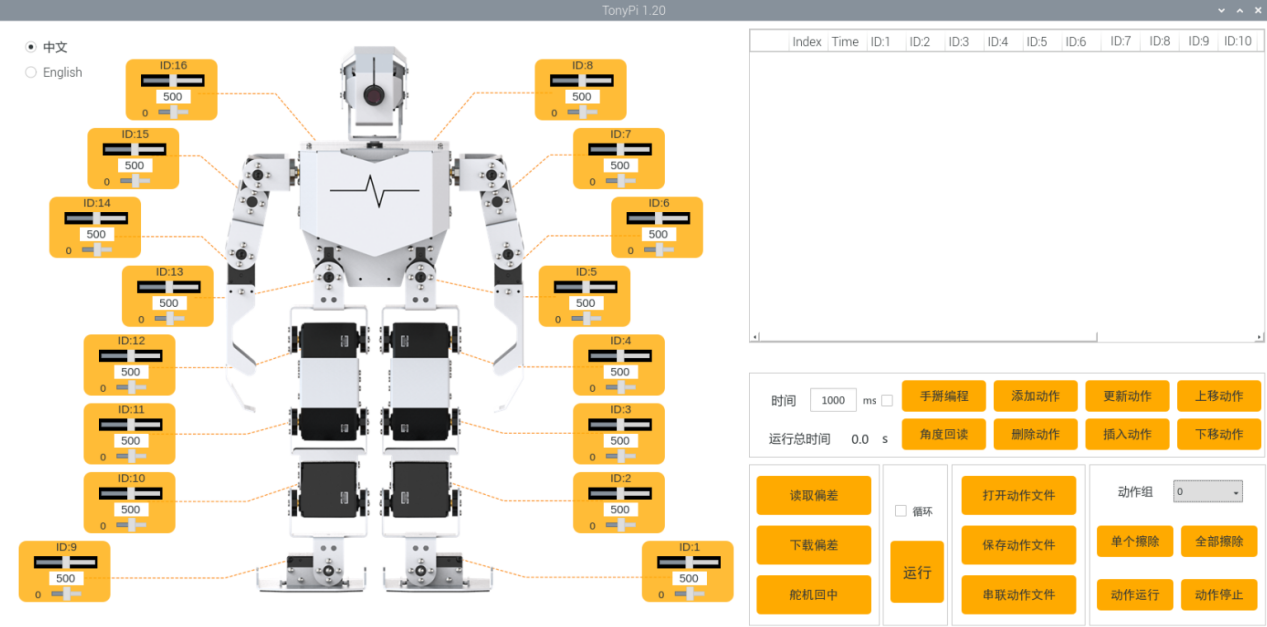 TonyPi 1.20
中文
English
ID:16
500
0
ID:15
500
0
ID:14
500
0
ID:13
500
0
ID:12
500
0
ID:11
500
0
ID:10
500
0
ID:9
500
0
ID:8
500
0
ID:7
500
0
ID:6
500
0
ID:5
500
0
ID:4
500
0
ID:3
500
0
ID:2
500
0
ID:1
500
0
Index Time ID:1 ID:2 ID:3 ID:4 ID:5 ID:6 ID:7 ID:8 ID:9 ID:10
时间 1000 ms 手掰编程 添加动作 更新动作 上移动作
运行总时间 0.0 s 角度回读 删除动作 插入动作 下移动作
读取偏差
下载偏差
舵机回中
循环
运行
打开动作文件
保存动作文件
串联动作文件
动作组 0
单个擦除 全部擦除
动作运行 动作停止